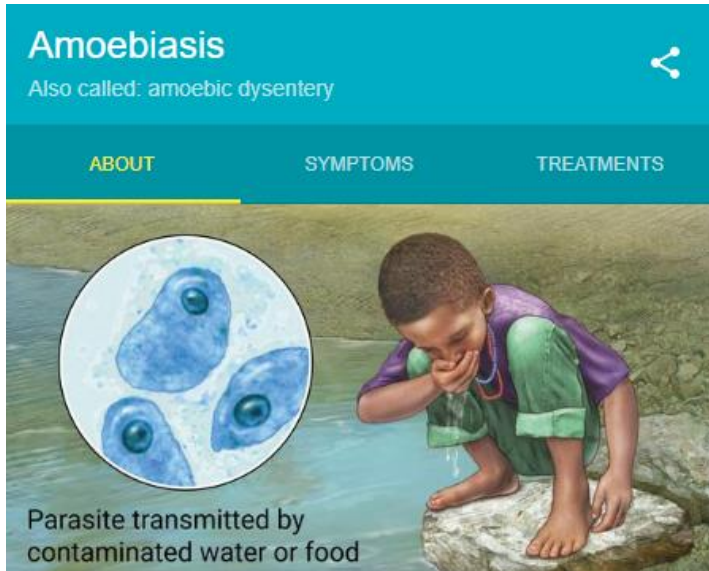 Amoebiasis
Also called: amoebic dysentery
ABOUT SYMPTOMS TREATMENTS
Parasite transmitted by
contaminated water or food